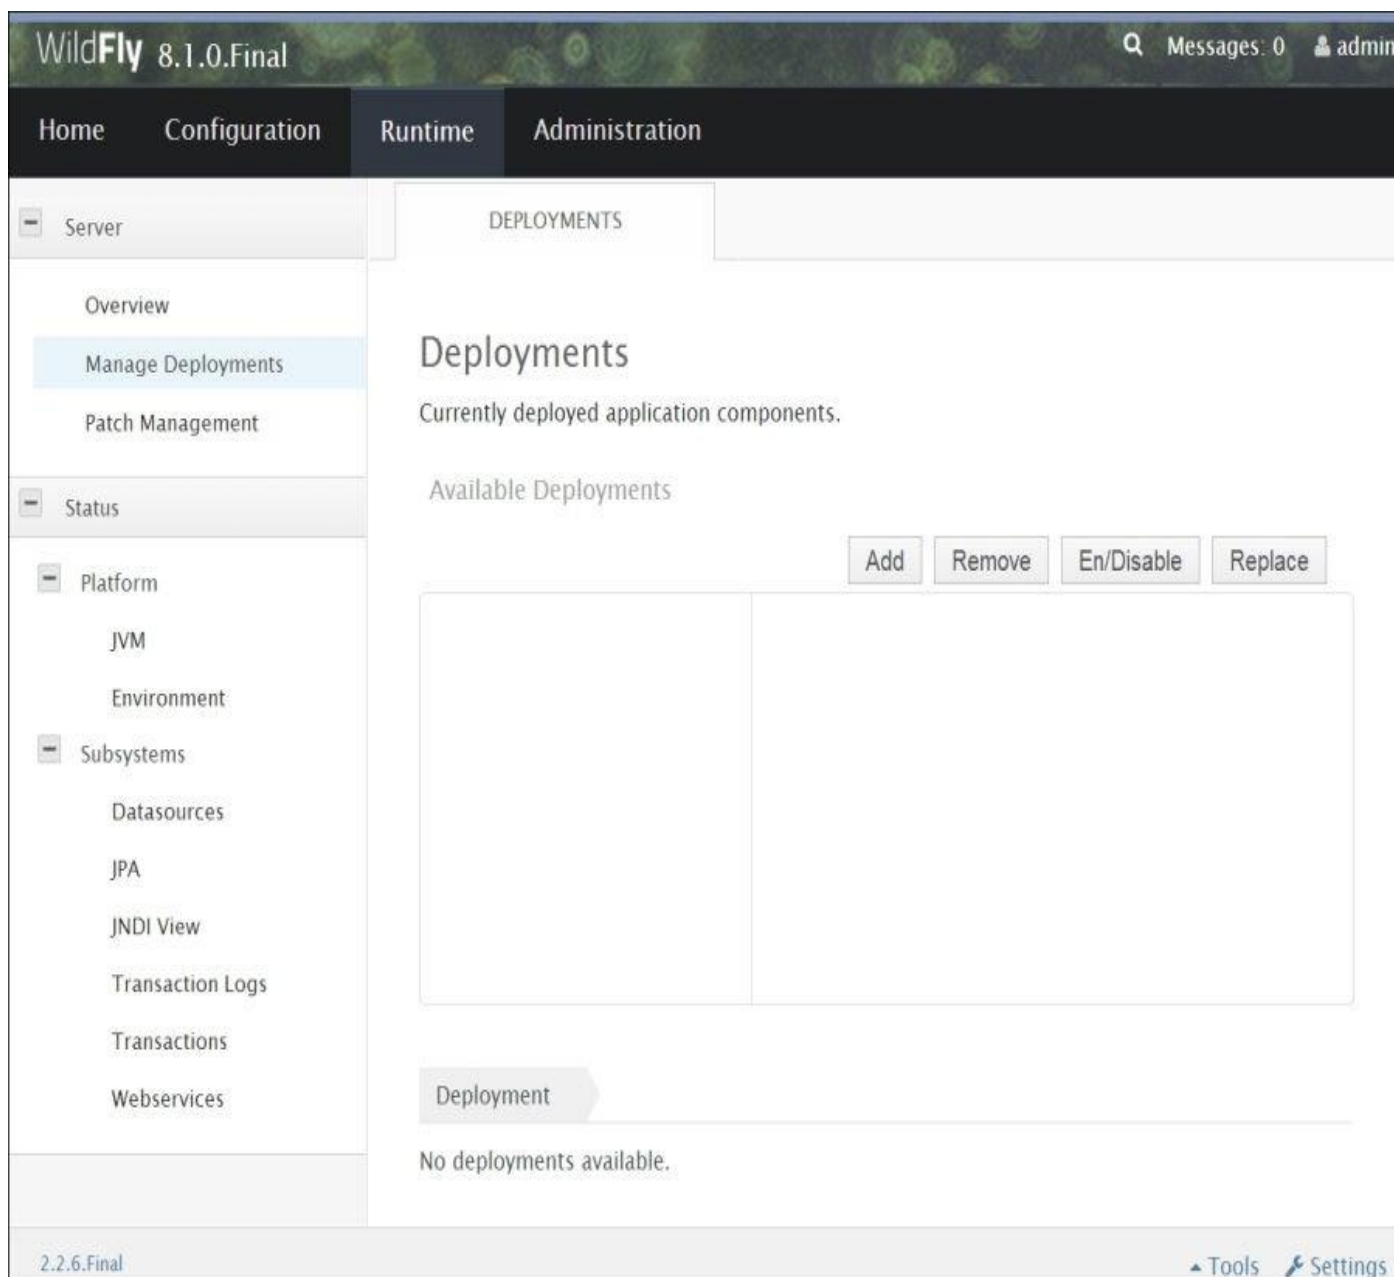 WildFly 8.1.0.Final
Messages: 0 admin
Home Configuration Runtime Administration
Server
Overview
Manage Deployments
Patch Management
Status
Platform
JVM
Environment
Subsystems
Datasources
JPA
JNDI View
Transaction Logs
Transactions
Webservices
DEPLOYMENTS
Deployments
Currently deployed application components.
Available Deployments
Add Remove En/Disable Replace
Deployment
No deployments available.
2.2.6.Final
Tools Settings